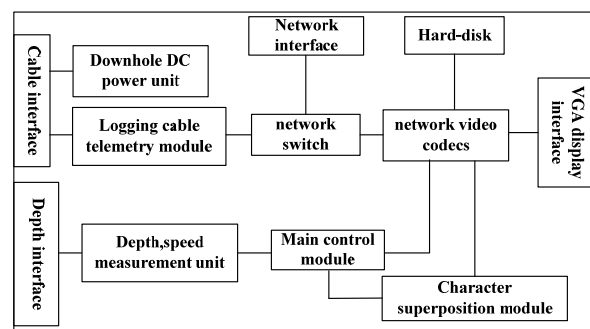 Network
interface
Hard-disk
Cable interface
Downhole DC
power unit
VGA display
interface
Logging cable
telemetry module
network
switch
network video
codecs
Depth interface
Depth,speed
measurement unit
Main control
module
Character
superposition module